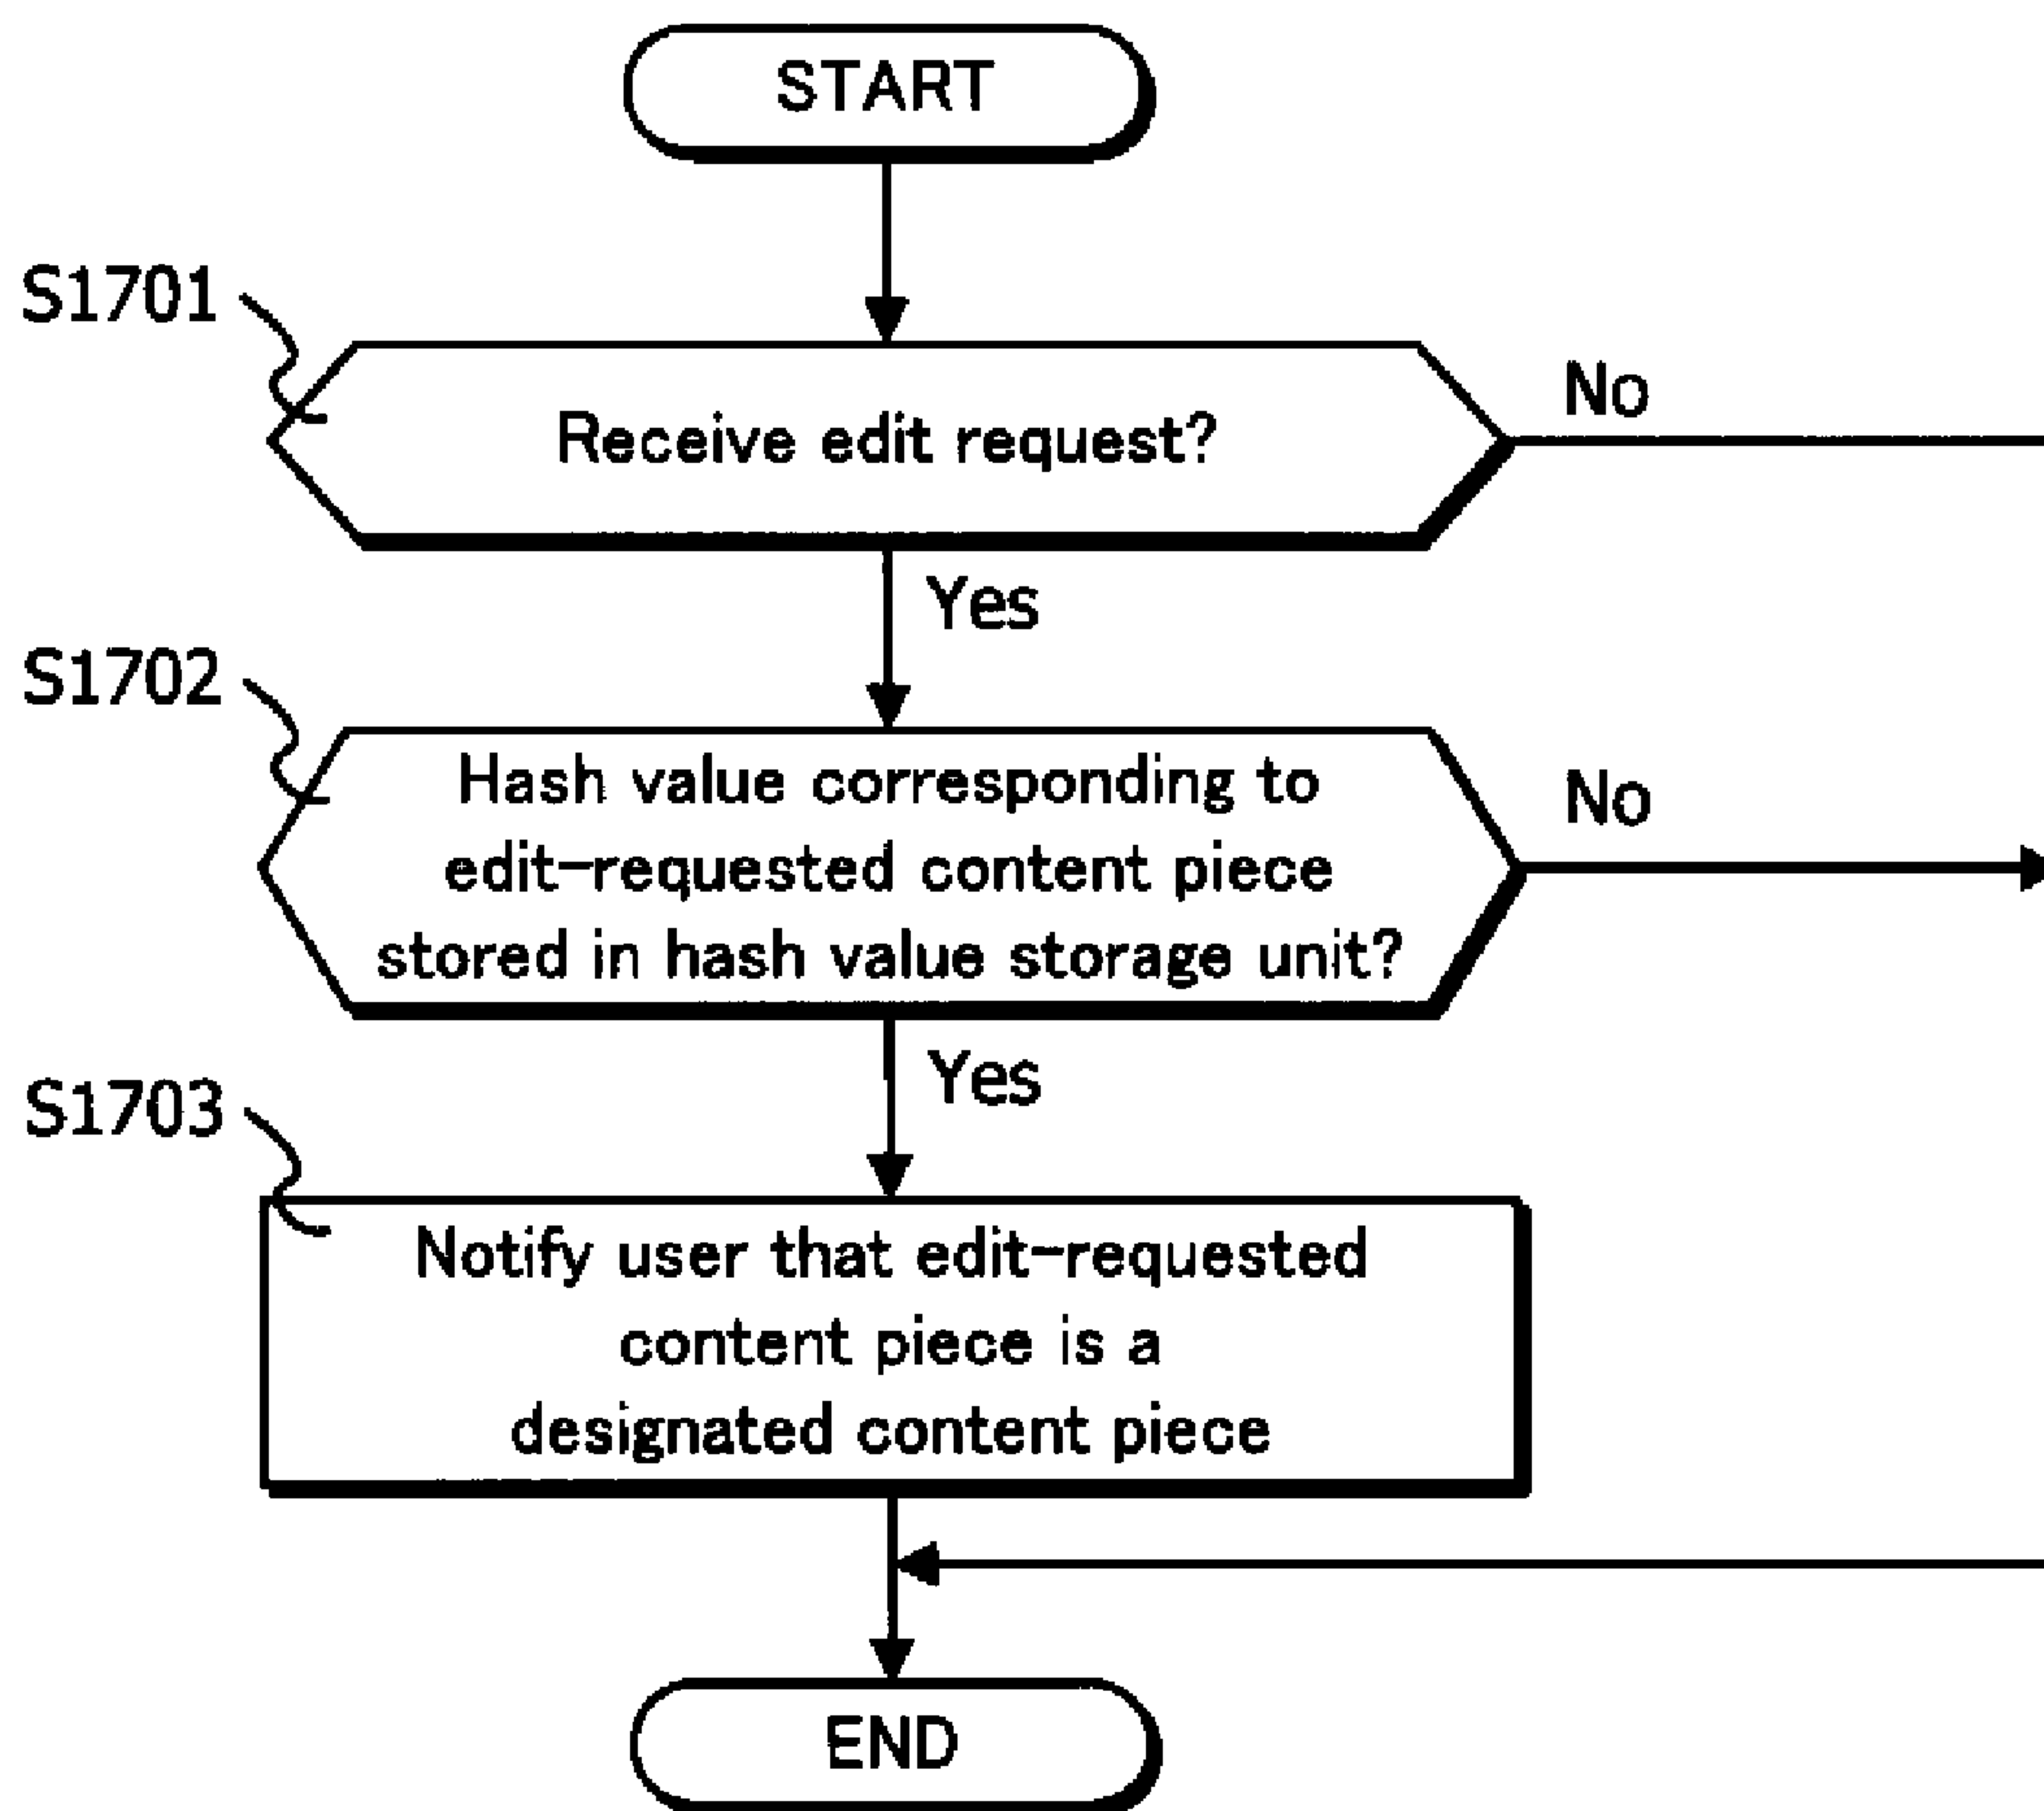 START
S1701
Receive edit request?
No
Yes
S1702
Hash value corresponding to
edit-requested content piece
stored in hash value storage unit?
No
Yes
S1703
Notify user that edit-requested
content piece is a
designated content piece
END